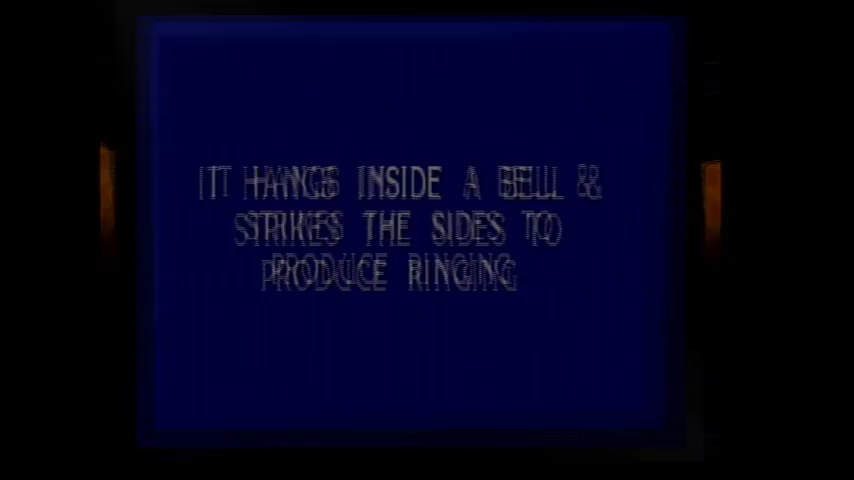 IT HANGS INSIDE A BELL &
STRIKES THE SIDES TO
PRODUCE RINGING